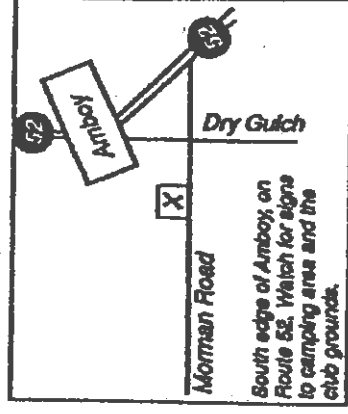 52
52
Amboy
Dry Gulch
X
Morman Road
South edge of Amboy, on
Route 52. Watch for signs
to camping area and the
club grounds.